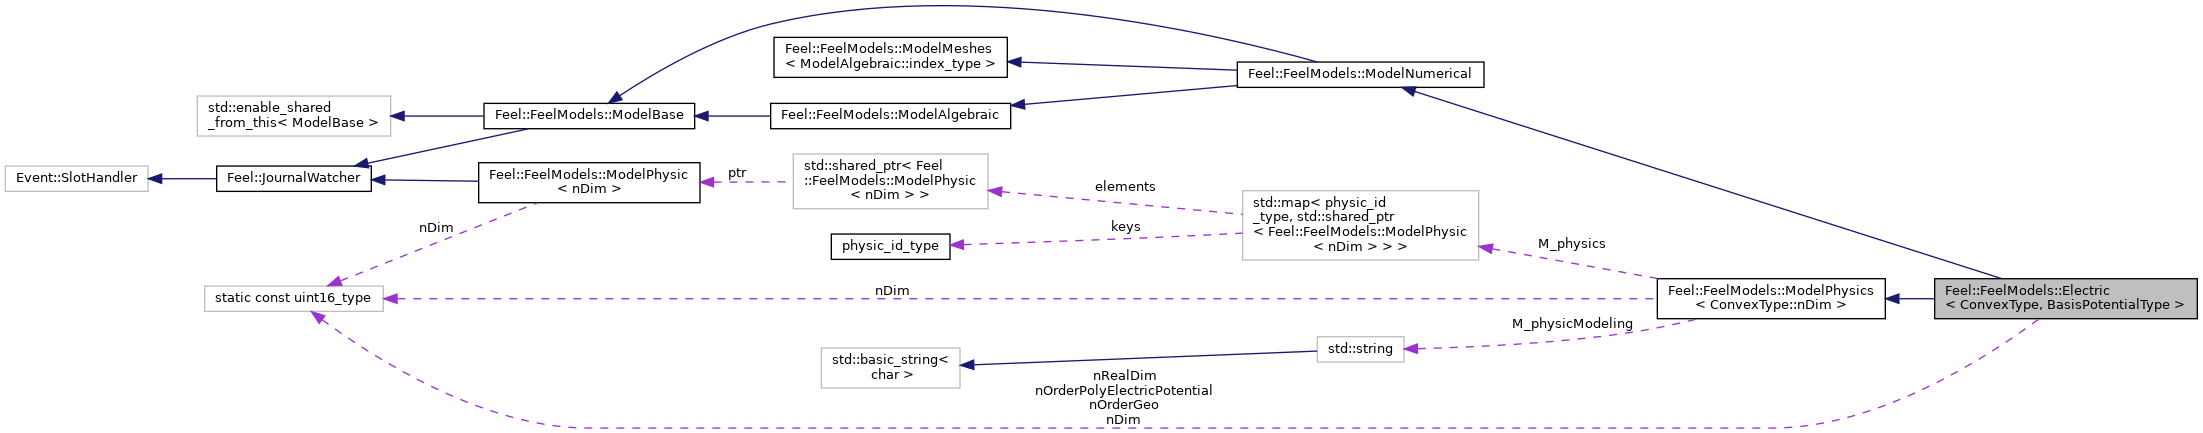 Feel::FeelModels::ModelMeshes
< ModelAlgebraic::index_type >
Feel::FeelModels::ModelNumerical
std::enable_shared
_from_this< ModelBase >
Feel::FeelModels::ModelBase
Feel::FeelModels::ModelAlgebraic
Event::SlotHandler
Feel::JournalWatcher
Feel::FeelModels::ModelPhysic
< nDim >
ptr
std::shared_ptr< Feel
::FeelModels::ModelPhysic
< nDim > >
elements
keys
std::map< physic_id
_type, std::shared_ptr
< Feel::FeelModels::ModelPhysic
< nDim > > >
physic_id_type
nDim
M_physics
static const uint16_type
nDim
Feel::FeelModels::ModelPhysics
< ConvexType::nDim >
Feel::FeelModels::Electric
< ConvexType, BasisPotentialType >
M_physicModeling
std::string
std::basic_string<
char >
nRealDim
nOrderPolyElectricPotential
nOrderGeo
nDim